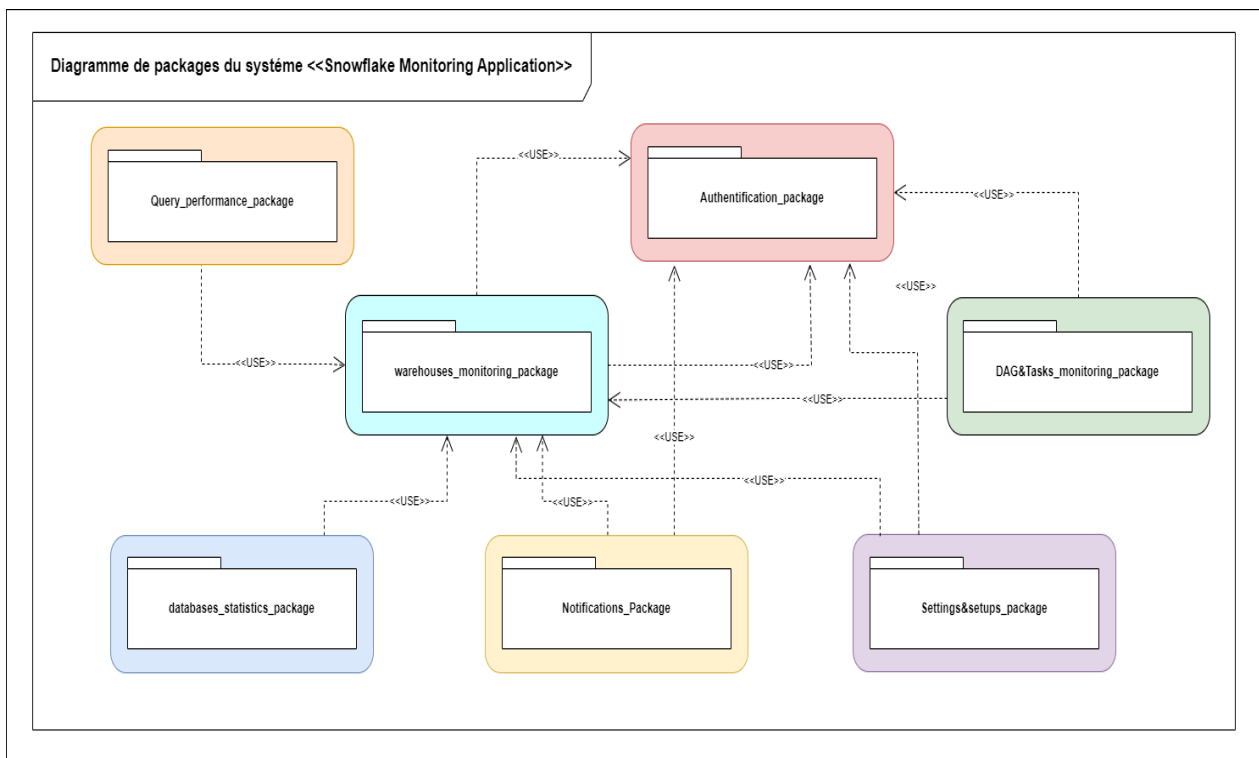 Diagramme de packages du systéme <<Snowflake Monitoring Application>>
<<USE>>
Query_performance_package
Authentification_package
<<USE>>
<<USE>>
<<USE>>
warehouses_monitoring_package
<<USE>>
DAG&Tasks_monitoring_package
<<USE>>
<<USE>>
<<USE>>
<<USE>>
<<USE>>
databases_statistics_package
Notifications_Package
Settings&setups_package